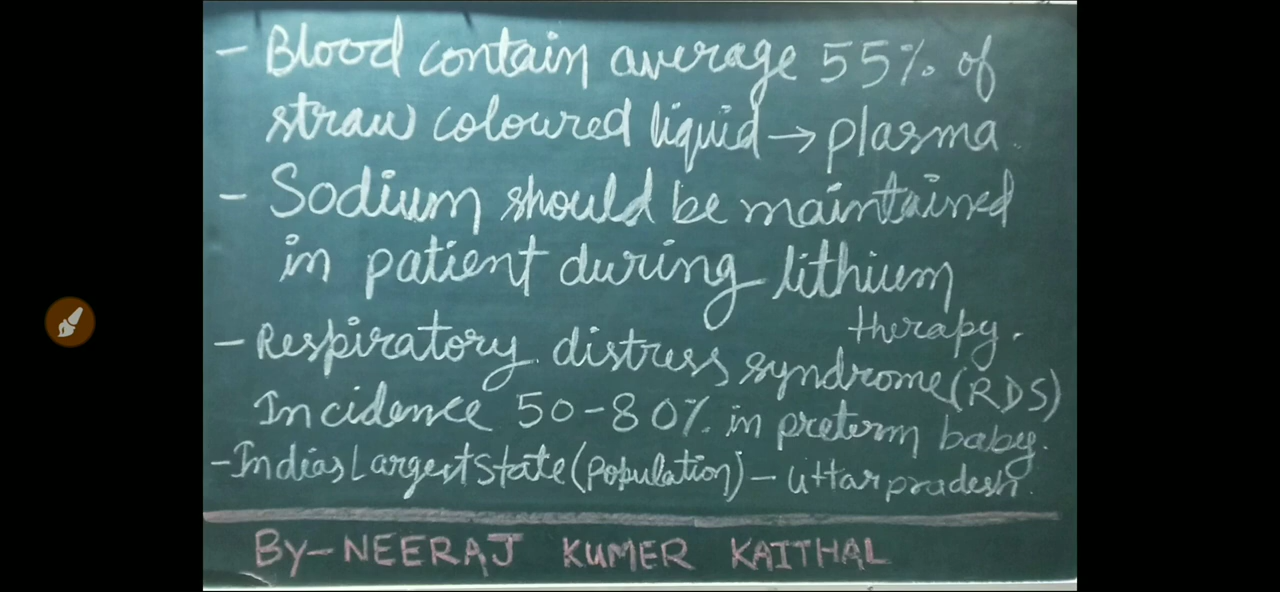 - Blood contain average 55% of
straw coloured liquid → plasma.
- Sodium should be maintained
in patient during lithium
therapy.
- Respiratory distress syndrome (RDS)
Incidence 50-80% in preterm baby.
- Indias Largest State (Population) - Uttar pradesh.
By - NEERAJ KUMER KAITHAL